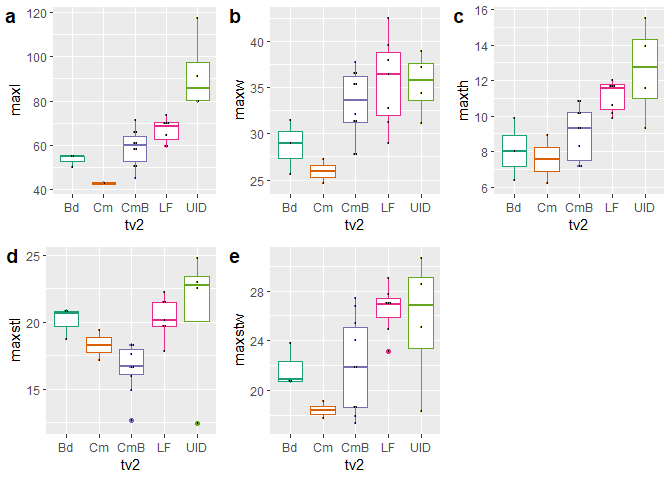 a
120
100
80
60
40
maxl
Bd Cm CmB LF UID
tv2
b
40
35
30
25
maxw
Bd Cm CmB LF UID
tv2
c
16
14
12
10
8
6
maxth
Bd Cm CmB LF UID
tv2
d
25
20
15
maxstl
Bd Cm CmB LF UID
tv2
e
28
24
20
maxstw
Bd Cm CmB LF UID
tv2